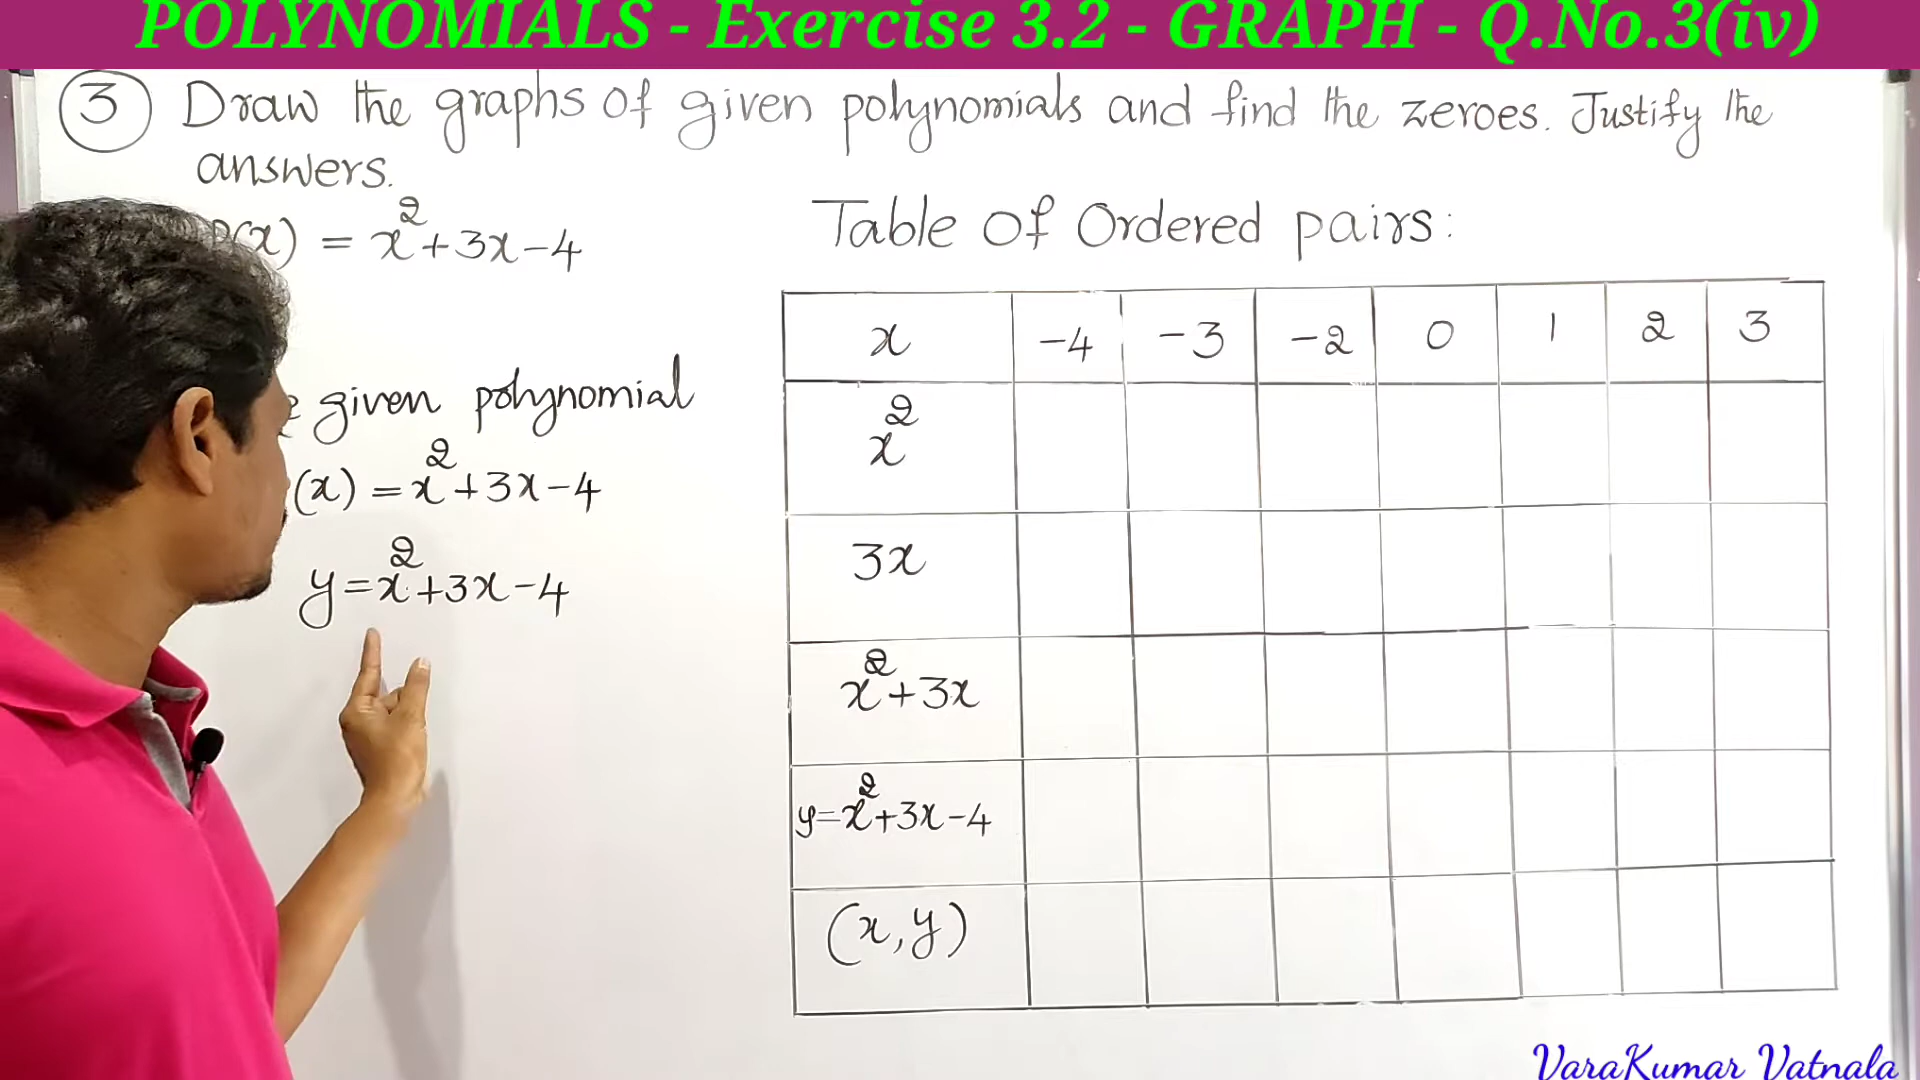 POLYNOMIALS - Exercise 3.2 - GRAPH - Q.No.3(iv)
3 Draw the graphs of given polynomials and find the zeroes. Justify the
answers.
P(x) = x²+3x-4
given polynomial
(x) = x²+3x-4
y=x²+3x-4
Table of Ordered pairs:
x -4 -3 -2 0 1 2 3
x²
3x
x²+3x
y=x²+3x-4
(x,y)
VaraKumar Vatnala